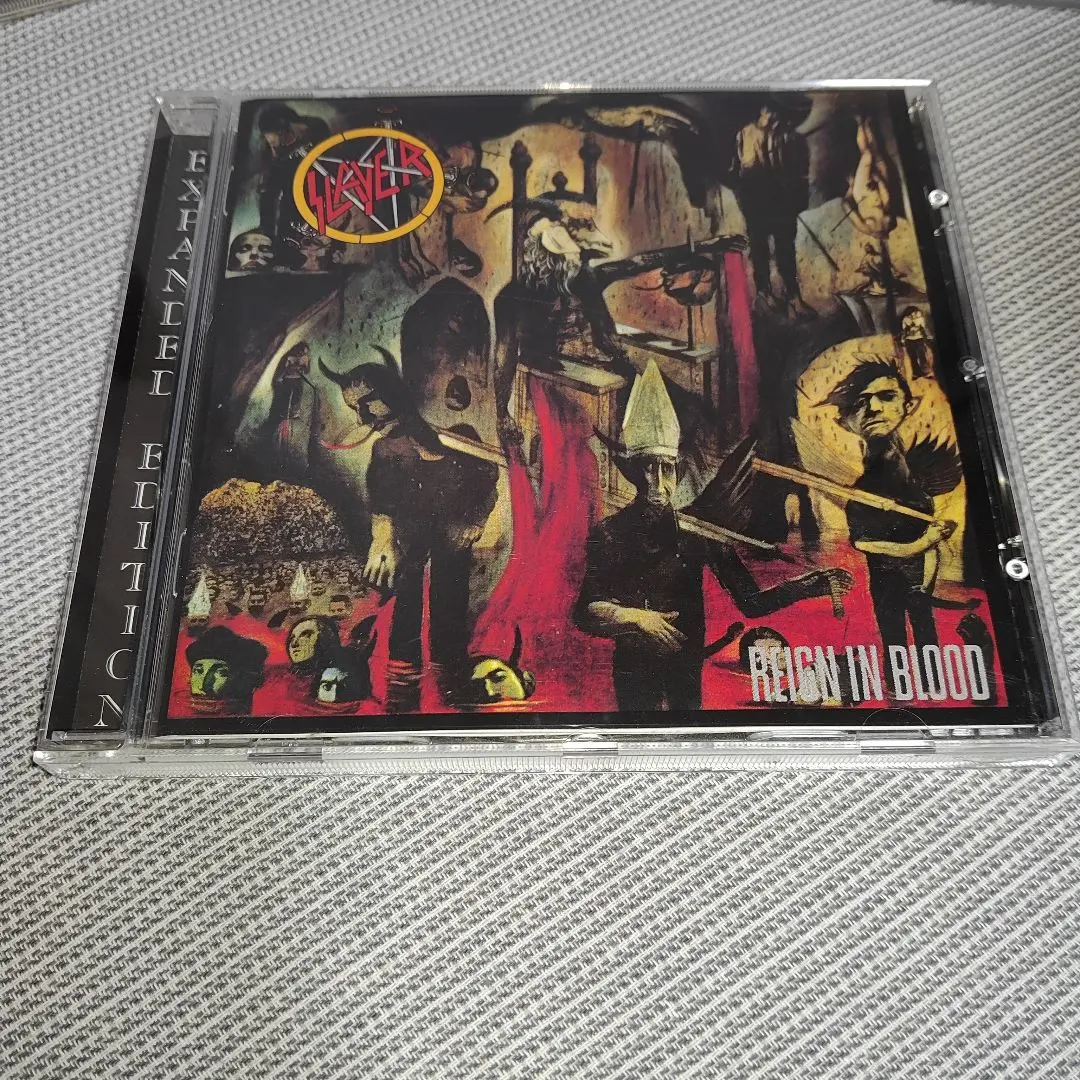 EXPANDED EDITION
SLAYER
REIGN IN BLOOD